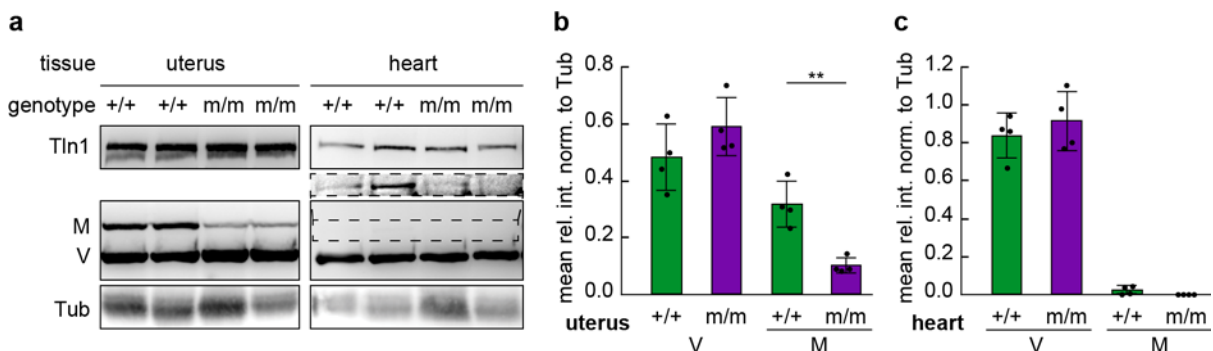 a
tissue uterus heart
genotype +/+ +/+ m/m m/m +/+ +/+ m/m m/m
Tln1
M
V
Tub
b
mean rel. int. norm. to Tub
0.8
0.6
0.4
0.2
0.0
**
uterus +/+ m/m +/+ m/m
V M
c
mean rel. int. norm. to Tub
1.2
1.0
0.8
0.6
0.4
0.2
0.0
heart +/+ m/m +/+ m/m
V M